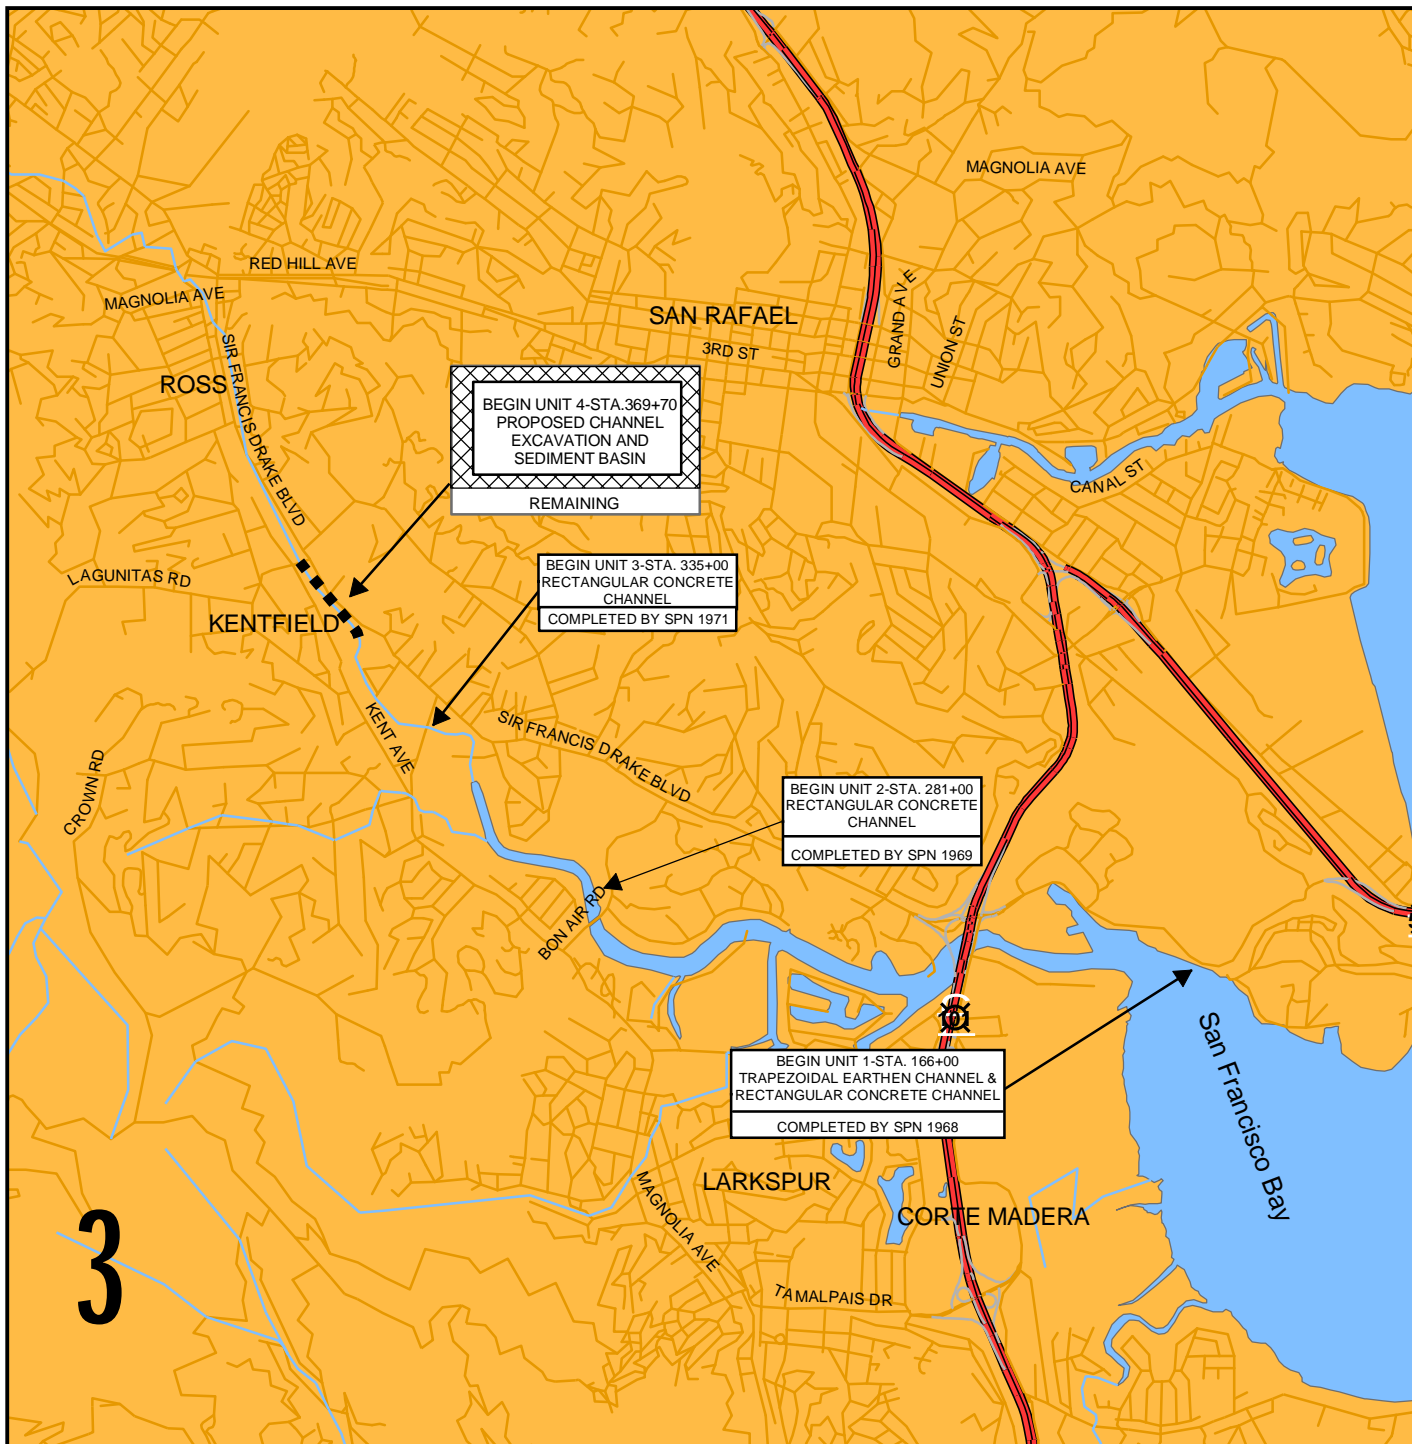 MAGNOLIA AVE
RED HILL AVE
MAGNOLIA AVE
GRAND AVE
SAN RAFAEL
UNION ST
3RD ST
SIR FRANCIS DRAKE BLVD
ROSS
BEGIN UNIT 4-STA.369+70
PROPOSED CHANNEL
EXCAVATION AND
SEDIMENT BASIN
REMAINING
CANAL ST
LAGUNITAS RD
BEGIN UNIT 3-STA. 335+00
RECTANGULAR CONCRETE
CHANNEL
COMPLETED BY SPN 1971
KENTFIELD
KENT AVE
SIR FRANCIS DRAKE BLVD
CROWN RD
BEGIN UNIT 2-STA. 281+00
RECTANGULAR CONCRETE
CHANNEL
COMPLETED BY SPN 1969
BON AIR RD
101
San Francisco Bay
BEGIN UNIT 1-STA. 166+00
TRAPEZOIDAL EARTHEN CHANNEL &
RECTANGULAR CONCRETE CHANNEL
COMPLETED BY SPN 1968
LARKSPUR
MAGNOLIA AVE
CORTE MADERA
3
TAMALPAIS DR